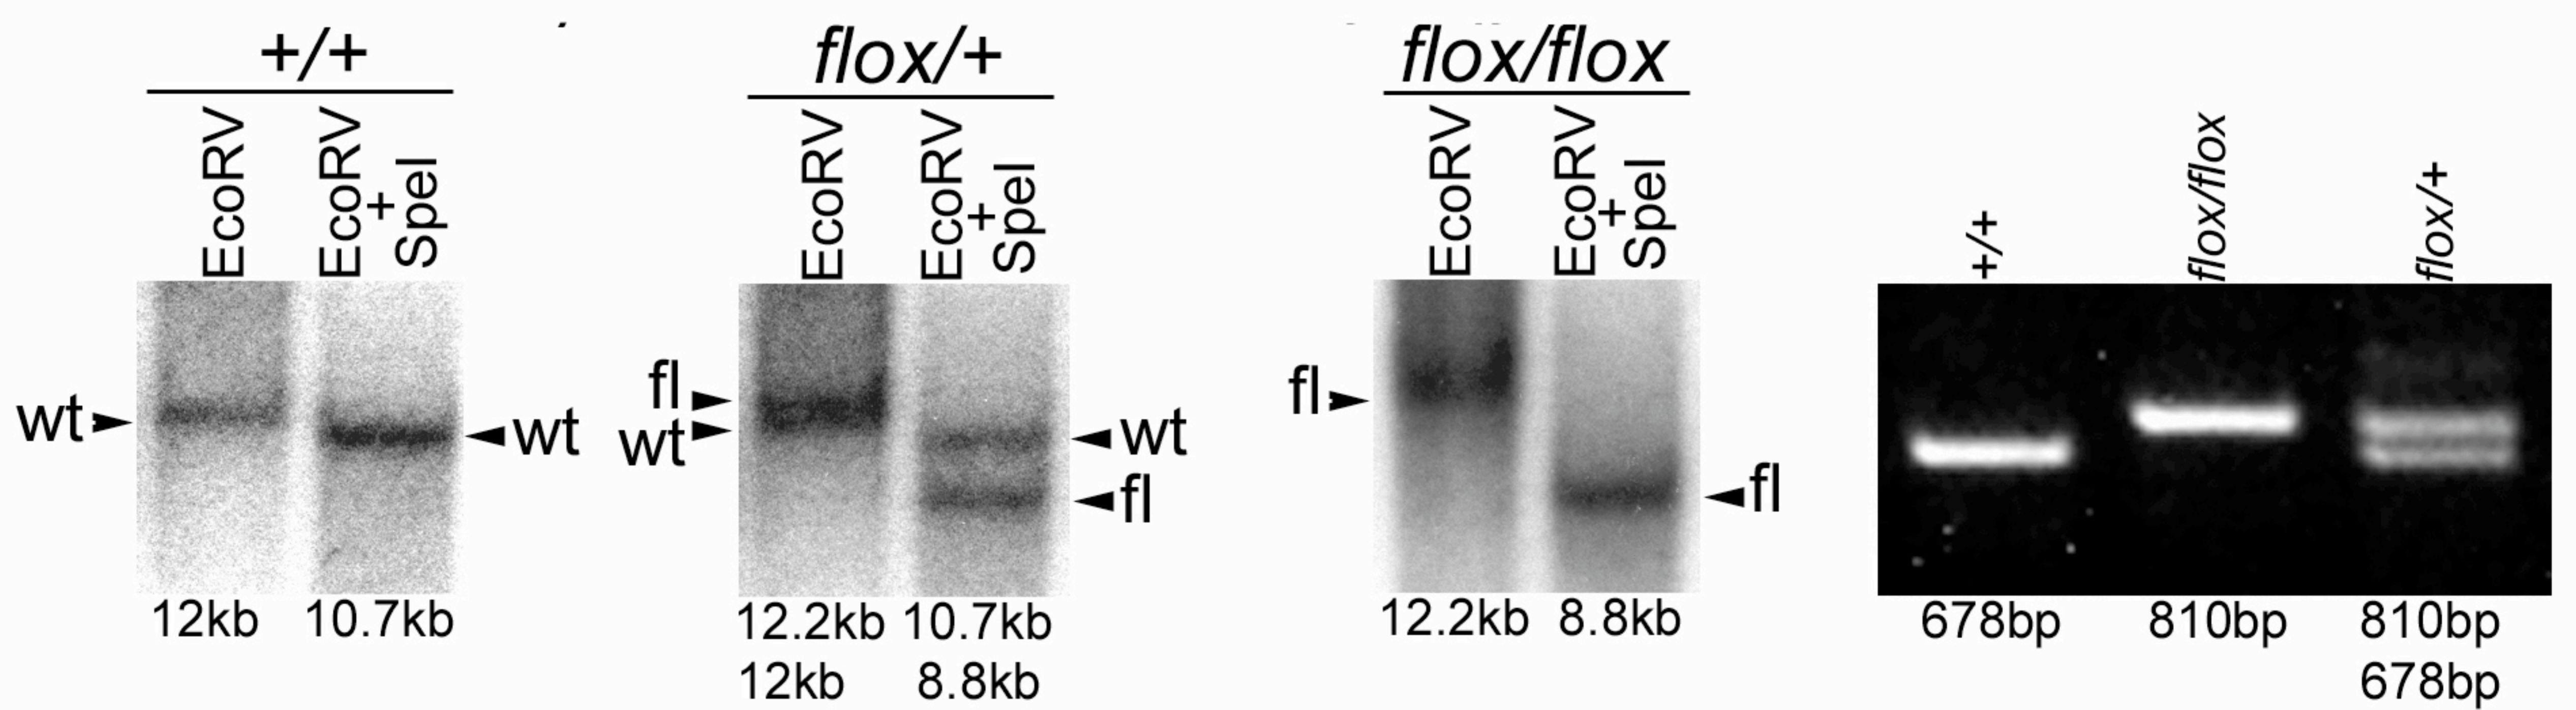 +/+
EcoRV
EcoRV
+
SpeI
wt
wt
12kb
10.7kb
flox/+
EcoRV
EcoRV
+
SpeI
fl
wt
wt
fl
12.2kb
10.7kb
12kb
8.8kb
flox/flox
EcoRV
EcoRV
+
SpeI
fl
fl
12.2kb
8.8kb
+/+
flox/flox
flox/+
678bp
810bp
810bp
678bp